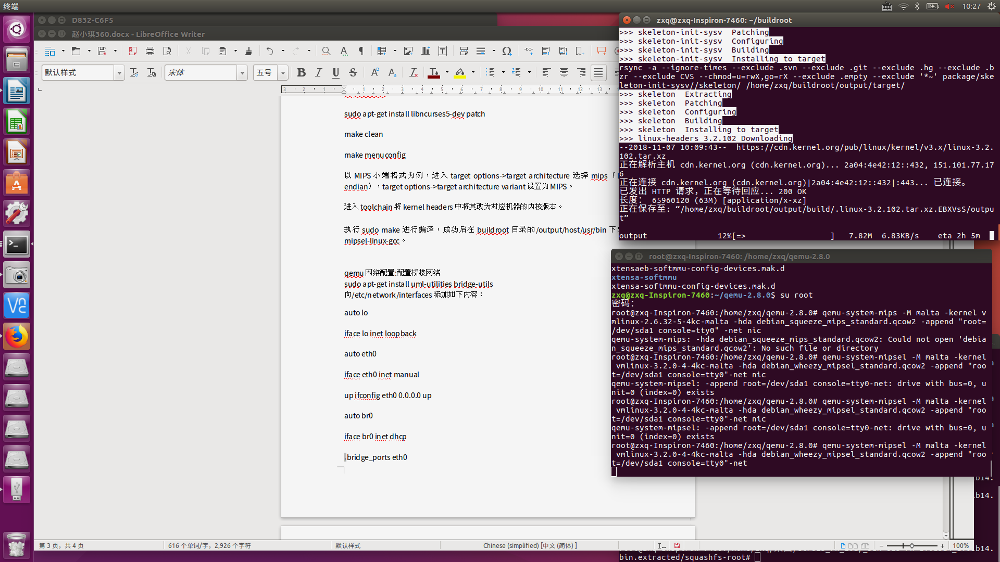 终端
10:27
D832-C6F5
赵小琪360.docx - LibreOffice Writer
默认样式
宋体
五号
3 2 1 1 2 3 4 5 6 7 8 9 10 11 12 13
sudo apt-get install libncurses5-dev patch
make clean
make menuconfig
以 MIPS 小端格式为例，进入 target options->target architecture 选择 mips（
endian），target options->target architecture variant 设置为 MIPS。
进入 toolchain 将 kernel headers 中将其改为对应机器的内核版本。
执行 sudo make 进行编译，成功后在 buildroot 目录的/output/host/usr/bin 下
mipsel-linux-gcc。
qemu 网络配置:配置桥接网络
sudo apt-get install uml-utilities bridge-utils
向/etc/network/interfaces 添加如下内容：
auto lo
iface lo inet loopback
auto eth0
iface eth0 inet manual
up ifconfig eth0 0.0.0.0 up
auto br0
iface br0 inet dhcp
bridge_ports eth0
第 3 页，共 4 页
616 个单词/字，2,926 个字符
默认样式
Chinese (simplified) [中文 (简体) ]
100%
zxq@zxq-Inspiron-7460: ~/buildroot
>>> skeleton-init-sysv  Patching
>>> skeleton-init-sysv  Configuring
>>> skeleton-init-sysv  Building
>>> skeleton-init-sysv  Installing to target
rsync -a --ignore-times --exclude .svn --exclude .git --exclude .hg --exclude .b
zr --exclude CVS --chmod=u=rwX,go=rX --exclude .empty --exclude '*~' package/ske
leton-init-sysv//skeleton/ /home/zxq/buildroot/output/target/
>>> skeleton  Extracting
>>> skeleton  Patching
>>> skeleton  Configuring
>>> skeleton  Building
>>> skeleton  Installing to target
>>> linux-headers 3.2.102 Downloading
--2018-11-07 10:09:43--  https://cdn.kernel.org/pub/linux/kernel/v3.x/linux-3.2.
102.tar.xz
正在解析主机 cdn.kernel.org (cdn.kernel.org)... 2a04:4e42:12::432, 151.101.77.17
6
正在连接 cdn.kernel.org (cdn.kernel.org)|2a04:4e42:12::432|:443... 已连接。
已发出 HTTP 请求，正在等待回应... 200 OK
长度： 65960120 (63M) [application/x-xz]
正在保存至: “/home/zxq/buildroot/output/build/.linux-3.2.102.tar.xz.EBXVsS/outpu
t”
output               12%[=>                  ]   7.82M  6.83KB/s    eta 2h 5m
root@zxq-Inspiron-7460: /home/zxq/qemu-2.8.0
xtensaeb-softmmu-config-devices.mak.d
xtensa-softmmu
xtensa-softmmu-config-devices.mak.d
zxq@zxq-Inspiron-7460:~/qemu-2.8.0$ su root
密码：
root@zxq-Inspiron-7460:/home/zxq/qemu-2.8.0# qemu-system-mips -M malta -kernel v
mlinux-2.6.32-5-4kc-malta -hda debian_squeeze_mips_standard.qcow2 -append "root=
/dev/sda1 console=tty0" -net nic
qemu-system-mips: -hda debian_squeeze_mips_standard.qcow2: Could not open 'debia
n_squeeze_mips_standard.qcow2': No such file or directory
root@zxq-Inspiron-7460:/home/zxq/qemu-2.8.0# qemu-system-mipsel -M malta -kernel
 vmlinux-3.2.0-4-4kc-malta -hda debian_wheezy_mipsel_standard.qcow2 -append "roo
t=/dev/sda1 console=tty0"-net nic
qemu-system-mipsel: -append root=/dev/sda1 console=tty0-net: drive with bus=0, u
nit=0 (index=0) exists
root@zxq-Inspiron-7460:/home/zxq/qemu-2.8.0# qemu-system-mipsel -M malta -kernel
 vmlinux-3.2.0-4-4kc-malta -hda debian_wheezy_mipsel_standard.qcow2 -append "roo
t=/dev/sda1 console=tty0"-net nic
qemu-system-mipsel: -append root=/dev/sda1 console=tty0-net: drive with bus=0, u
nit=0 (index=0) exists
root@zxq-Inspiron-7460:/home/zxq/qemu-2.8.0# qemu-system-mipsel -M malta -kernel
 vmlinux-3.2.0-4-4kc-malta -hda debian_wheezy_mipsel_standard.qcow2 -append "roo
t=/dev/sda1 console=tty0"-net
b14.
b14.
b14.
bin.extracted/squashfs-root#